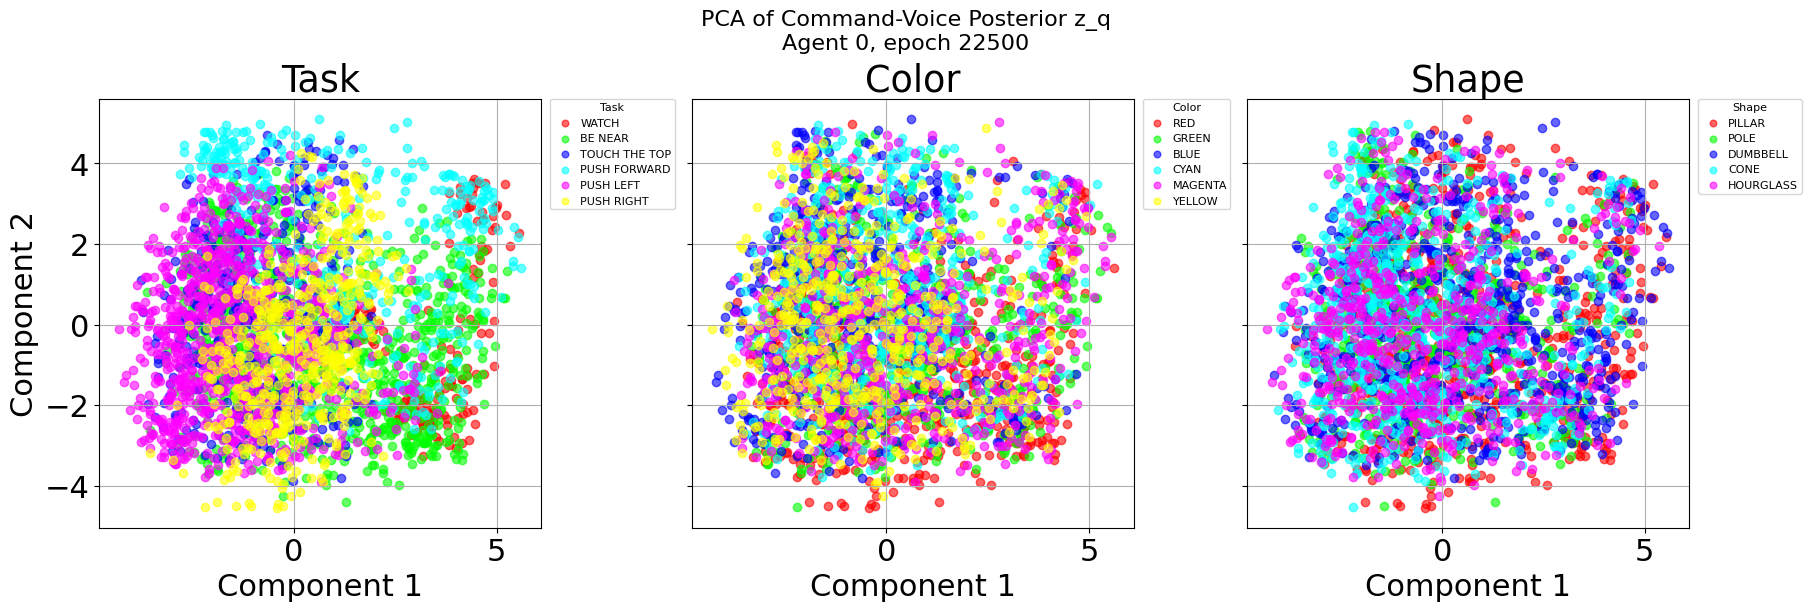 PCA of Command-Voice Posterior z_q
Agent 0, epoch 22500
Task
Component 2
4
2
0
−2
−4
0
5
Component 1
Task
WATCH
BE NEAR
TOUCH THE TOP
PUSH FORWARD
PUSH LEFT
PUSH RIGHT
Color
0
5
Component 1
Color
RED
GREEN
BLUE
CYAN
MAGENTA
YELLOW
Shape
0
5
Component 1
Shape
PILLAR
POLE
DUMBBELL
CONE
HOURGLASS